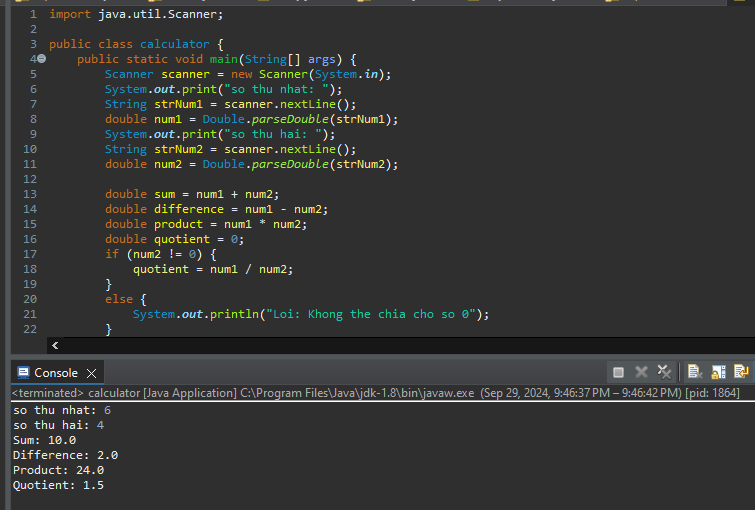 1 import java.util.Scanner;
2
3 public class calculator {
4 public static void main(String[] args) {
5 Scanner scanner = new Scanner(System.in);
6 System.out.print("so thu nhat: ");
7 String strNum1 = scanner.nextLine();
8 double num1 = Double.parseDouble(strNum1);
9 System.out.print("so thu hai: ");
10 String strNum2 = scanner.nextLine();
11 double num2 = Double.parseDouble(strNum2);
12
13 double sum = num1 + num2;
14 double difference = num1 - num2;
15 double product = num1 * num2;
16 double quotient = 0;
17 if (num2 != 0) {
18 quotient = num1 / num2;
19 }
20 else {
21 System.out.println("Loi: Khong the chia cho so 0");
22 }
Console
<terminated> calculator [Java Application] C:\Program Files\Java\jdk-1.8\bin\javaw.exe (Sep 29, 2024, 9:46:37 PM – 9:46:42 PM) [pid: 1864]
so thu nhat: 6
so thu hai: 4
Sum: 10.0
Difference: 2.0
Product: 24.0
Quotient: 1.5